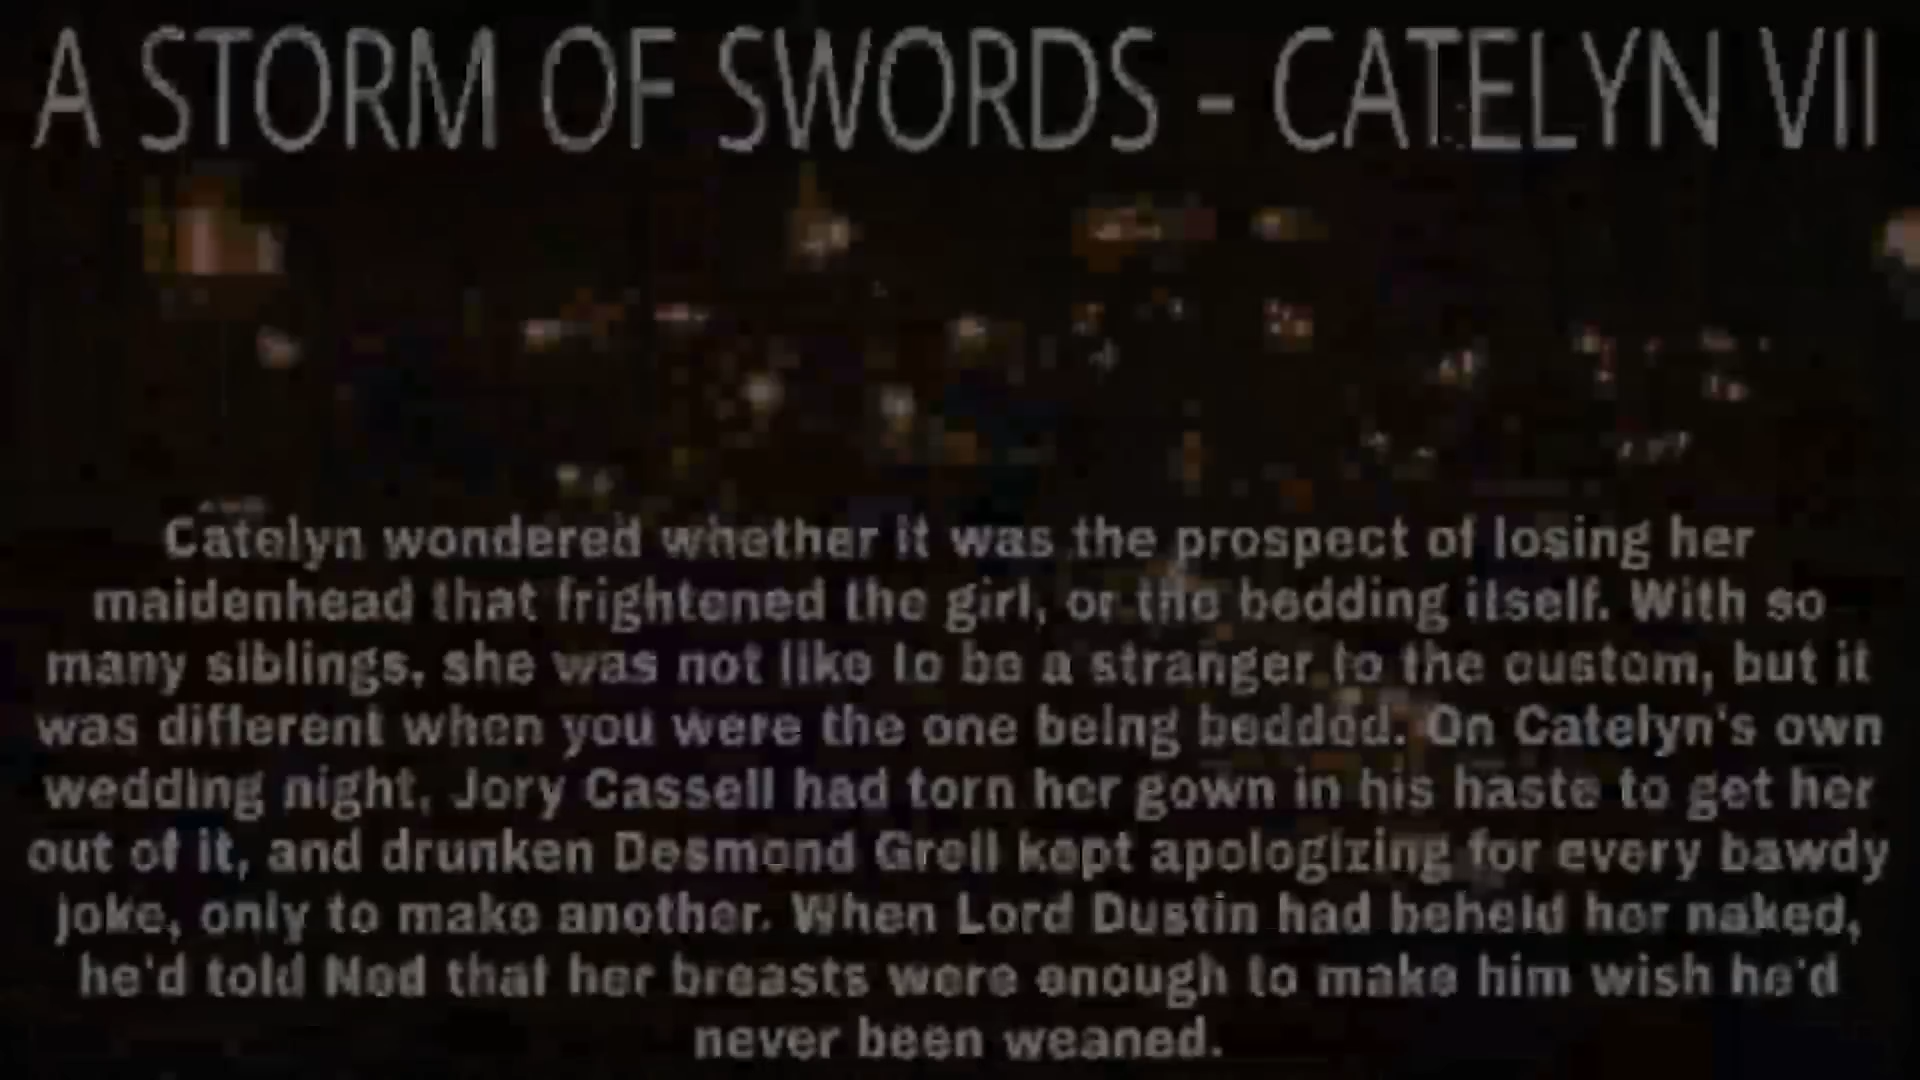 A STORM OF SWORDS - CATELYN VII
Catelyn wondered whether it was the prospect of losing her
maidenhead that frightened the girl, or the bedding itself. With so
many siblings, she was not like to be a stranger to the custom, but it
was different when you were the one being bedded. On Catelyn's own
wedding night, Jory Cassell had torn her gown in his haste to get her
out of it, and drunken Desmond Grell kept apologizing for every bawdy
joke, only to make another. When Lord Dustin had beheld her naked,
he'd told Ned that her breasts were enough to make him wish he'd
never been weaned.